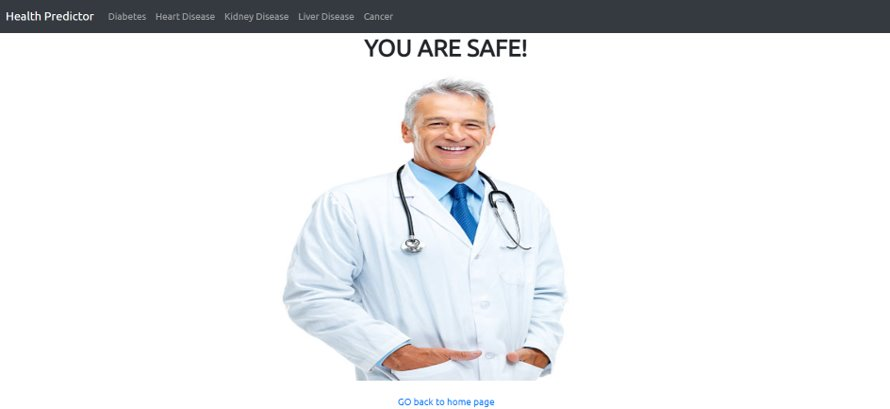 Health Predictor Diabetes Heart Disease Kidney Disease Liver Disease Cancer
YOU ARE SAFE!
GO back to home page